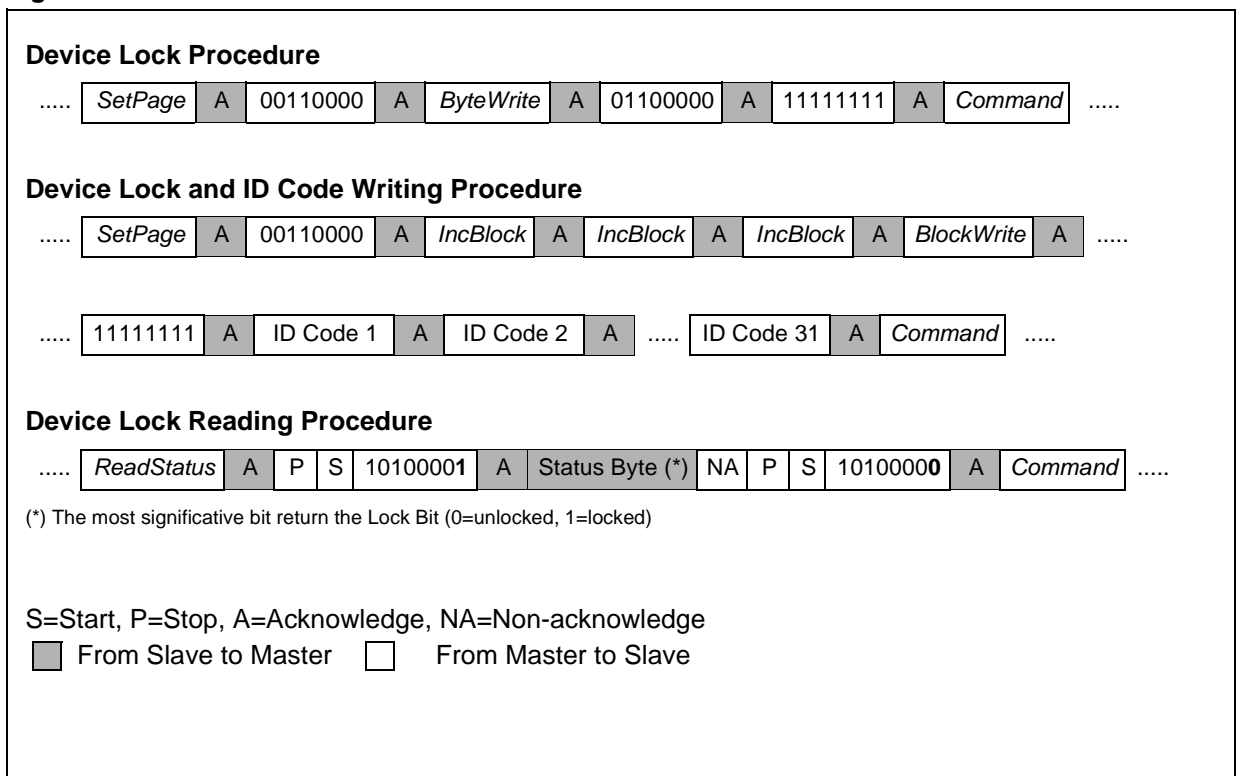 Device Lock Procedure
..... SetPage A 00110000 A ByteWrite A 01100000 A 11111111 A Command .....
Device Lock and ID Code Writing Procedure
..... SetPage A 00110000 A IncBlock A IncBlock A IncBlock A BlockWrite A .....
..... 11111111 A ID Code 1 A ID Code 2 A ..... ID Code 31 A Command .....
Device Lock Reading Procedure
..... ReadStatus A P S 10100001 A Status Byte (*) NA P S 10100000 A Command .....
(*) The most significative bit return the Lock Bit (0=unlocked, 1=locked)
S=Start, P=Stop, A=Acknowledge, NA=Non-acknowledge
From Slave to Master From Master to Slave